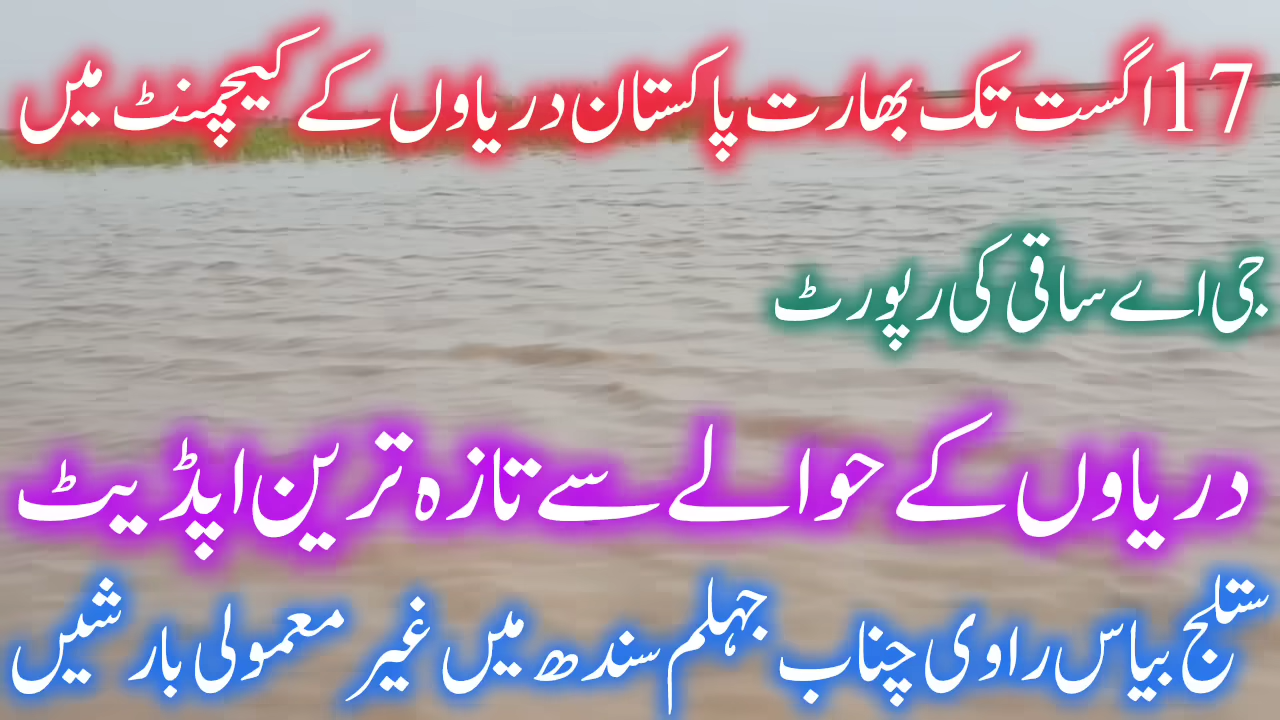 17 اگست تک بھارت پاکستان دریاوں کے کیچمنٹ میں
جی اے ساقی کی رپورٹ
دریاوں کے حوالے سے تازہ ترین اپڈیٹ
ستلج بیاس راوی چناب جہلم سندھ میں غیر معمولی بارشیں